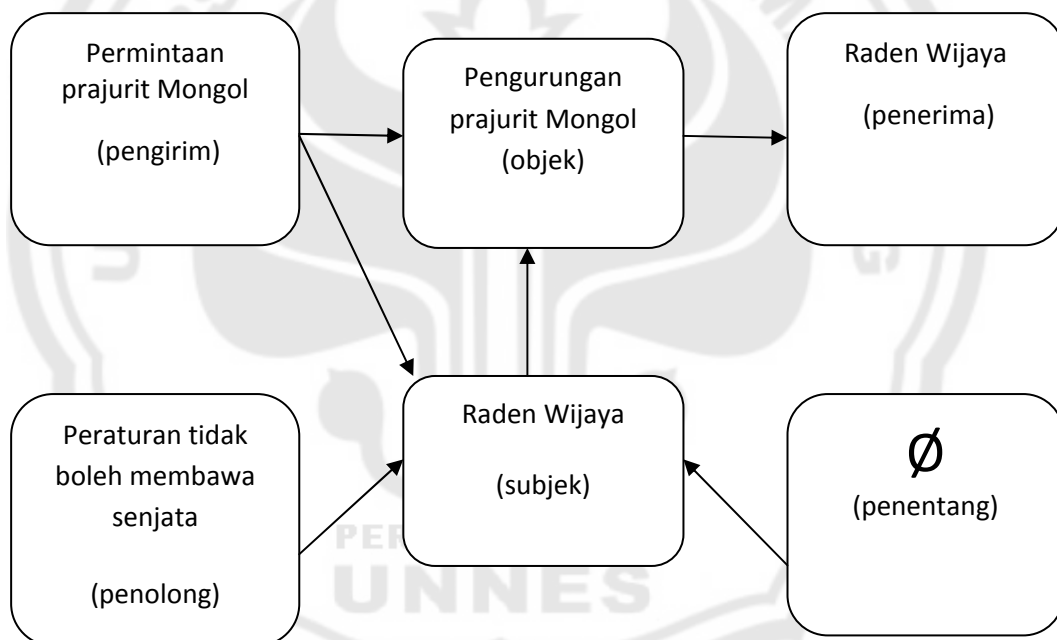 Permintaan
prajurit Mongol
(pengirim)
Pengurungan
prajurit Mongol
(objek)
Raden Wijaya
(penerima)
Peraturan tidak
boleh membawa
senjata
(penolong)
Raden Wijaya
(subjek)
Ø
(penentang)
UNNES